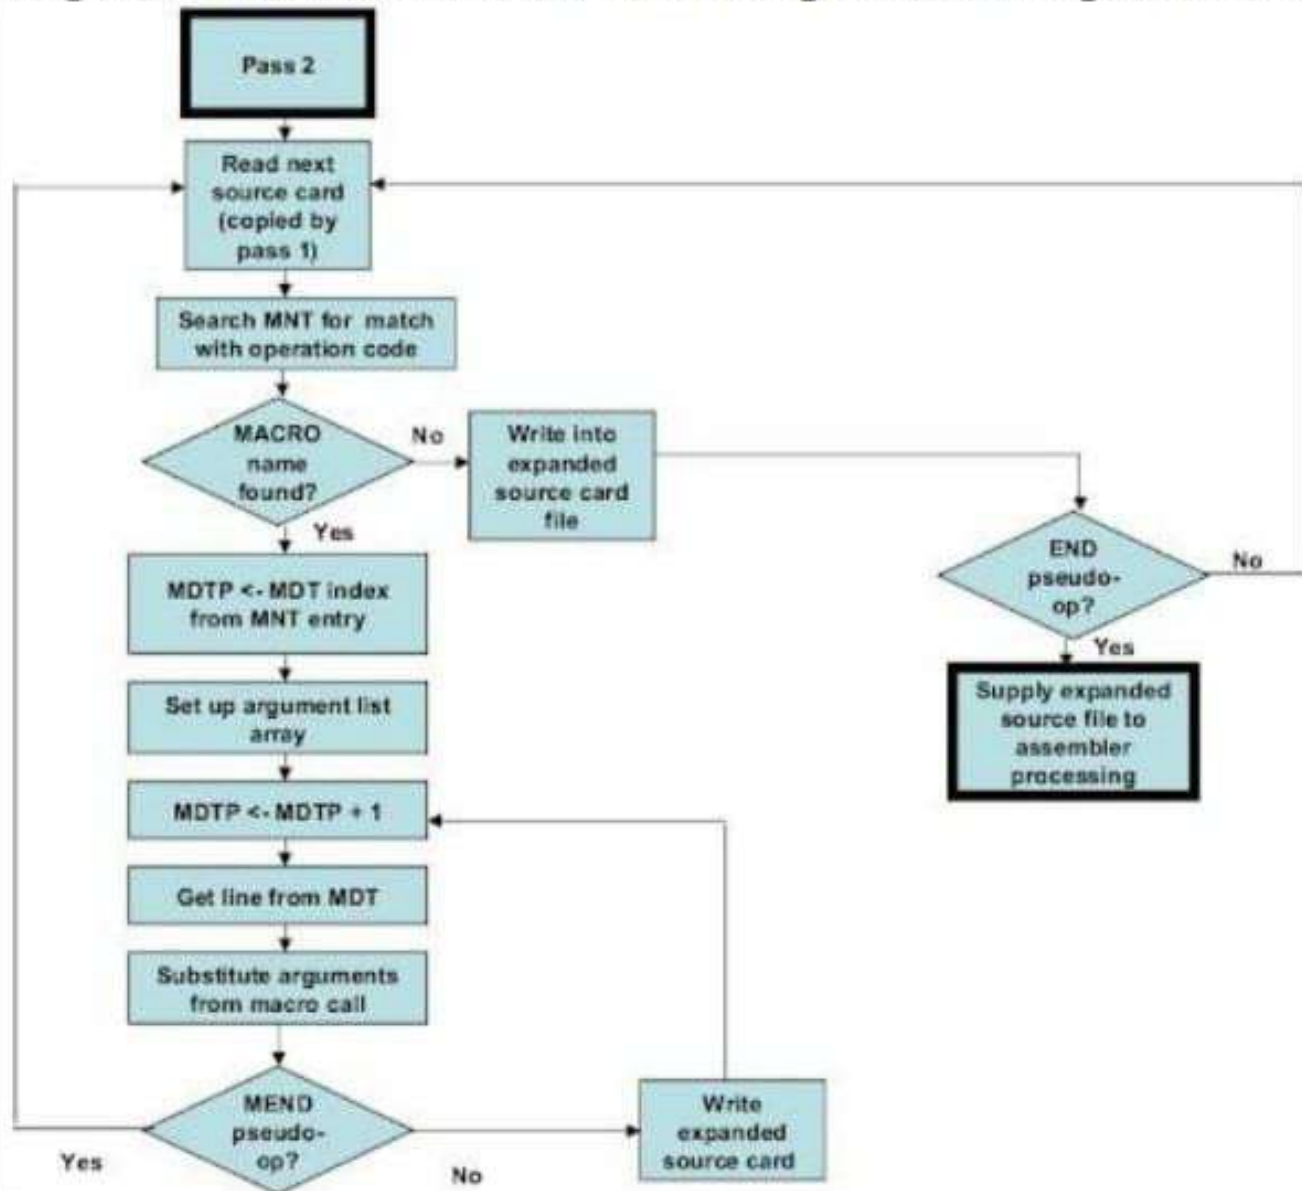 Pass 2
Read next
source card
(copied by
pass 1)
Search MNT for match
with operation code
MACRO
name
found?
No
Write into
expanded
source card
file
Yes
MDTP <- MDT index
from MNT entry
Set up argument list
array
MDTP <- MDTP + 1
Get line from MDT
Substitute arguments
from macro call
MEND
pseudo-
op?
Yes
No
Write
expanded
source card
END
pseudo-
op?
No
Yes
Supply expanded
source file to
assembler
processing